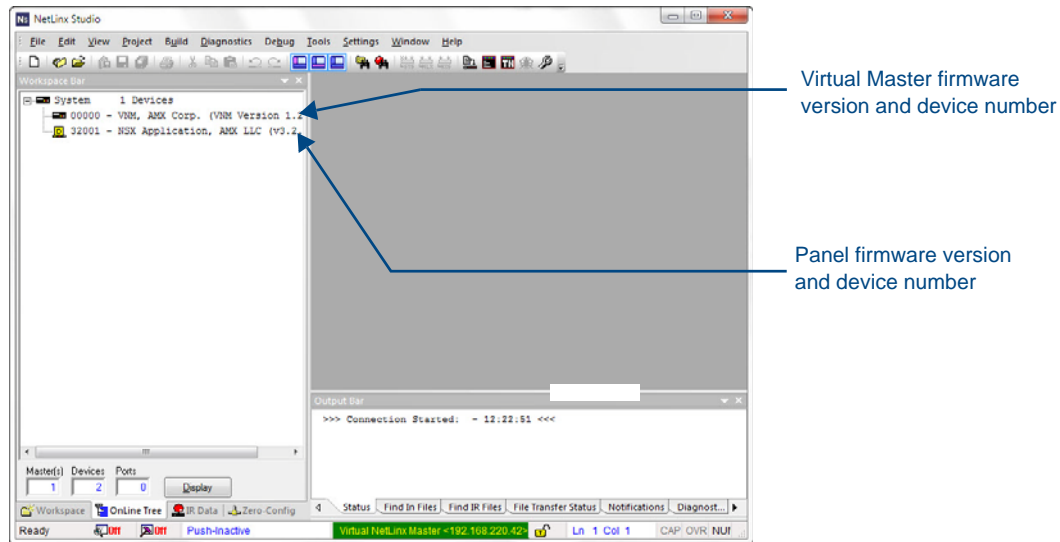 NetLinx Studio
File Edit View Project Build Diagnostics Debug Tools Settings Window Help
Workspace Bar
System 1 Devices
00000 - VNM, AMX Corp. (VNM Version 1.2
32001 - NSX Application, AMX LLC (v3.2.
Virtual Master firmware
version and device number
Panel firmware version
and device number
Output Bar
>>> Connection Started: - 12:22:51 <<<
Master(s) Devices Ports
1 2 0 Display
Workspace OnLine Tree IR Data Zero-Config
Status Find In Files Find IR Files File Transfer Status Notifications Diagnost...
Ready Off Off Push-Inactive Virtual NetLinx Master <192.168.220.42> Ln 1 Col 1 CAP OVR NUM